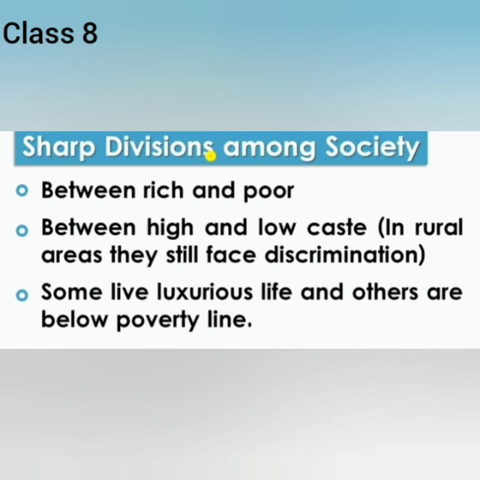 Class 8
Sharp Divisions among Society
Between rich and poor
Between high and low caste (In rural
areas they still face discrimination)
Some live luxurious life and others are
below poverty line.